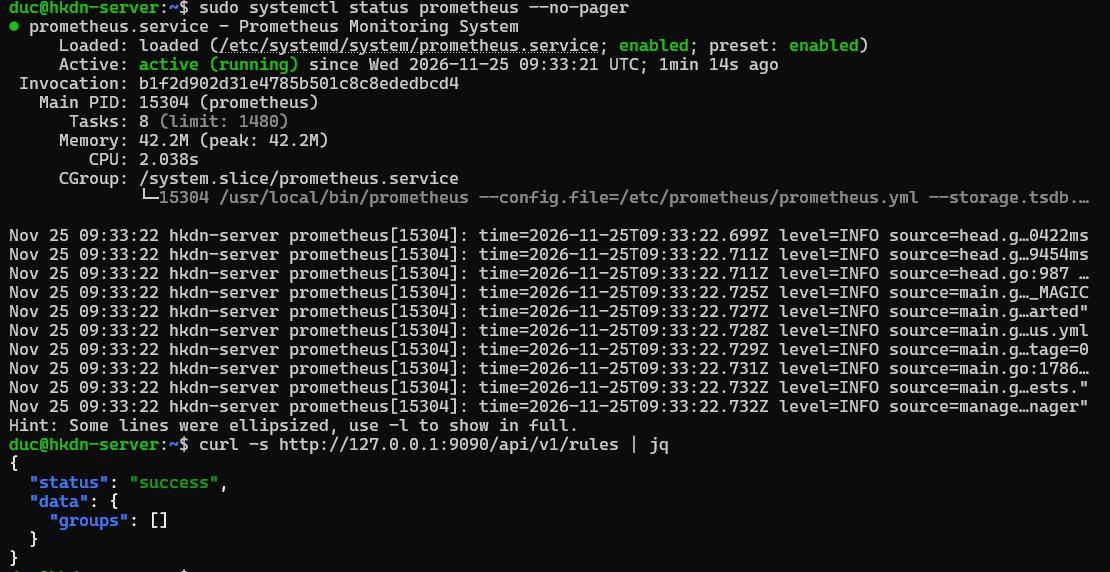 duc@hkdn-server:~$ sudo systemctl status prometheus --no-pager
● prometheus.service - Prometheus Monitoring System
     Loaded: loaded (/etc/systemd/system/prometheus.service; enabled; preset: enabled)
     Active: active (running) since Wed 2026-11-25 09:33:21 UTC; 1min 14s ago
 Invocation: b1f2d902d31e4785b501c8c8ededbcd4
   Main PID: 15304 (prometheus)
      Tasks: 8 (limit: 1480)
     Memory: 42.2M (peak: 42.2M)
        CPU: 2.038s
     CGroup: /system.slice/prometheus.service
             └─15304 /usr/local/bin/prometheus --config.file=/etc/prometheus/prometheus.yml --storage.tsdb.…

Nov 25 09:33:22 hkdn-server prometheus[15304]: time=2026-11-25T09:33:22.699Z level=INFO source=head.g…0422ms
Nov 25 09:33:22 hkdn-server prometheus[15304]: time=2026-11-25T09:33:22.711Z level=INFO source=head.g…9454ms
Nov 25 09:33:22 hkdn-server prometheus[15304]: time=2026-11-25T09:33:22.711Z level=INFO source=head.go:987 …
Nov 25 09:33:22 hkdn-server prometheus[15304]: time=2026-11-25T09:33:22.725Z level=INFO source=main.g…_MAGIC
Nov 25 09:33:22 hkdn-server prometheus[15304]: time=2026-11-25T09:33:22.727Z level=INFO source=main.g…arted"
Nov 25 09:33:22 hkdn-server prometheus[15304]: time=2026-11-25T09:33:22.728Z level=INFO source=main.g…us.yml
Nov 25 09:33:22 hkdn-server prometheus[15304]: time=2026-11-25T09:33:22.729Z level=INFO source=main.g…tage=0
Nov 25 09:33:22 hkdn-server prometheus[15304]: time=2026-11-25T09:33:22.731Z level=INFO source=main.go:1786…
Nov 25 09:33:22 hkdn-server prometheus[15304]: time=2026-11-25T09:33:22.732Z level=INFO source=main.g…ests."
Nov 25 09:33:22 hkdn-server prometheus[15304]: time=2026-11-25T09:33:22.732Z level=INFO source=manage…nager"
Hint: Some lines were ellipsized, use -l to show in full.
duc@hkdn-server:~$ curl -s http://127.0.0.1:9090/api/v1/rules | jq
{
  "status": "success",
  "data": {
    "groups": []
  }
}